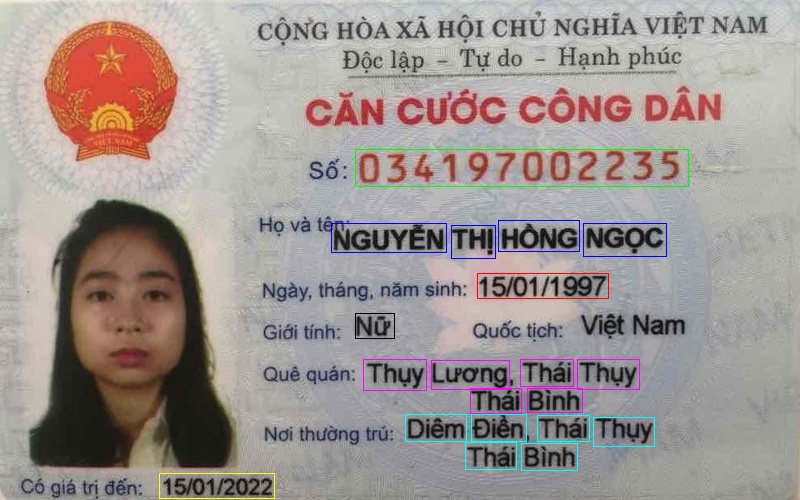 CỘNG HÒA XÃ HỘI CHỦ NGHĨA VIỆT NAM
Độc lập - Tự do - Hạnh phúc
CĂN CƯỚC CÔNG DÂN
Số: 034197002235
Họ và tên: NGUYỄN THỊ HỒNG NGỌC
Ngày, tháng, năm sinh: 15/01/1997
Giới tính: Nữ Quốc tịch: Việt Nam
Quê quán: Thụy Lương, Thái Thụy
Thái Bình
Nơi thường trú: Diêm Điền, Thái Thụy
Thái Bình
Có giá trị đến: 15/01/2022
VIỆT NAM